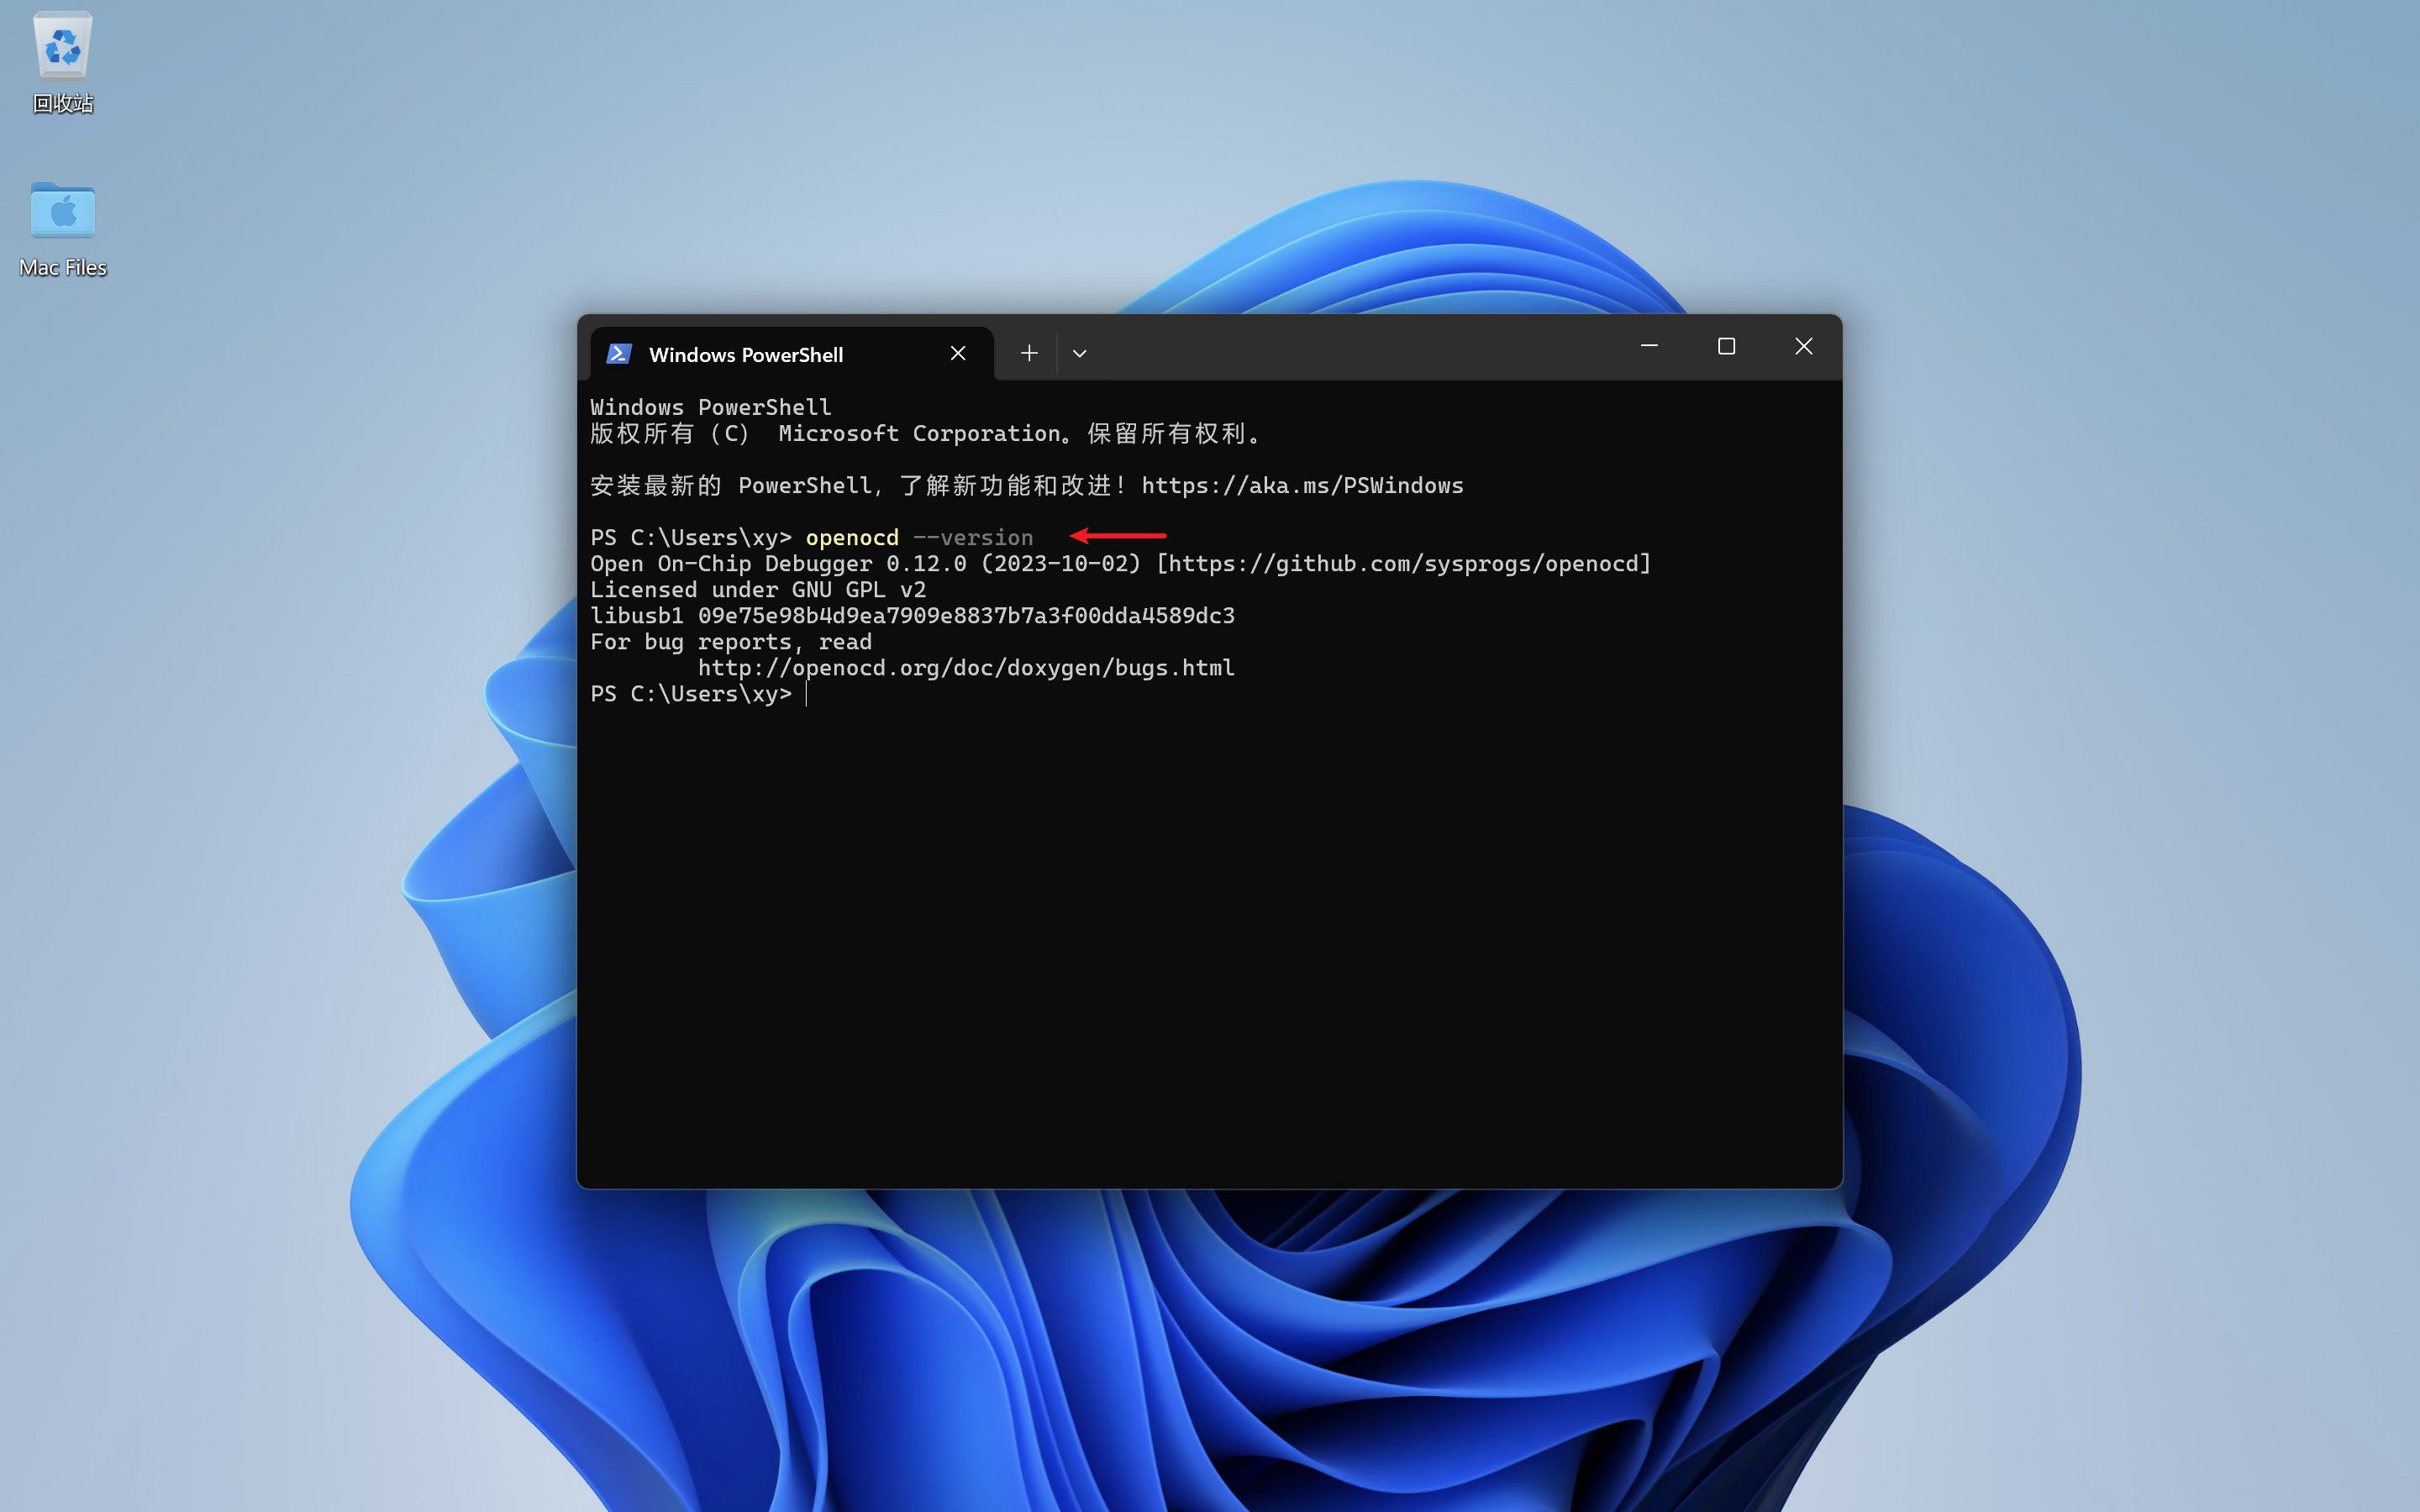 回收站
Mac Files
Windows PowerShell
Windows PowerShell
版权所有（C） Microsoft Corporation。保留所有权利。
安装最新的 PowerShell，了解新功能和改进！https://aka.ms/PSWindows
PS C:\Users\xy> openocd --version
Open On-Chip Debugger 0.12.0 (2023-10-02) [https://github.com/sysprogs/openocd]
Licensed under GNU GPL v2
libusb1 09e75e98b4d9ea7909e8837b7a3f00dda4589dc3
For bug reports, read
http://openocd.org/doc/doxygen/bugs.html
PS C:\Users\xy>